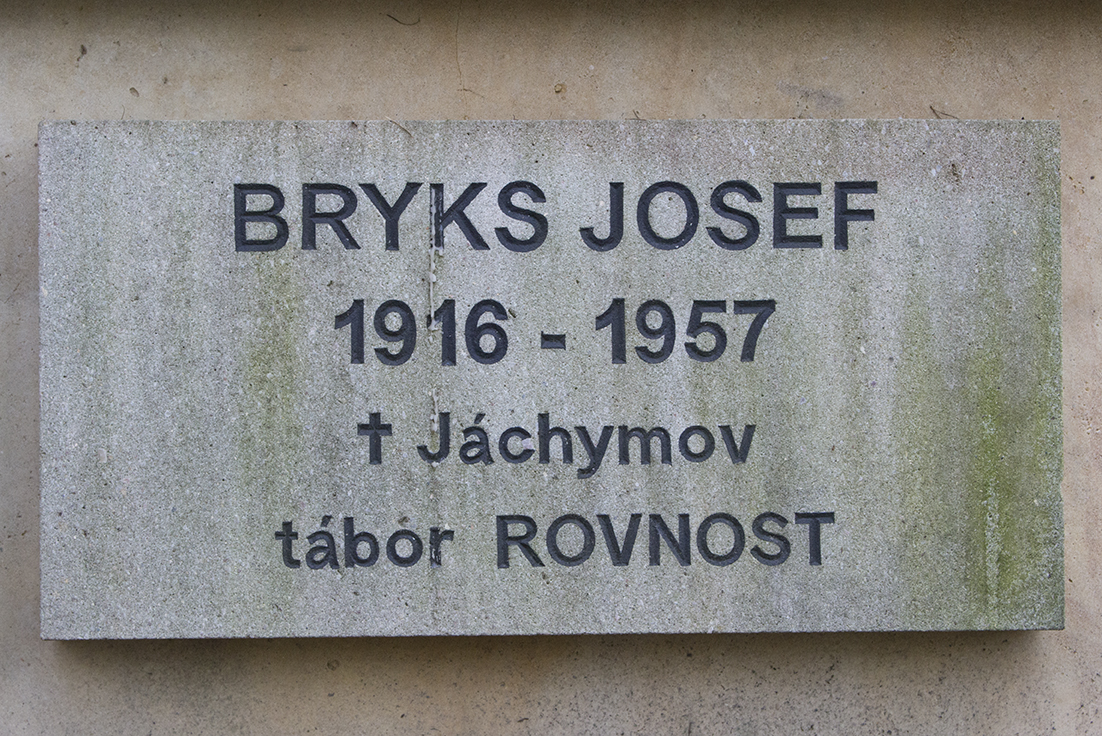 BRYKS JOSEF
1916 - 1957
✝ Jáchymov
tábor ROVNOST